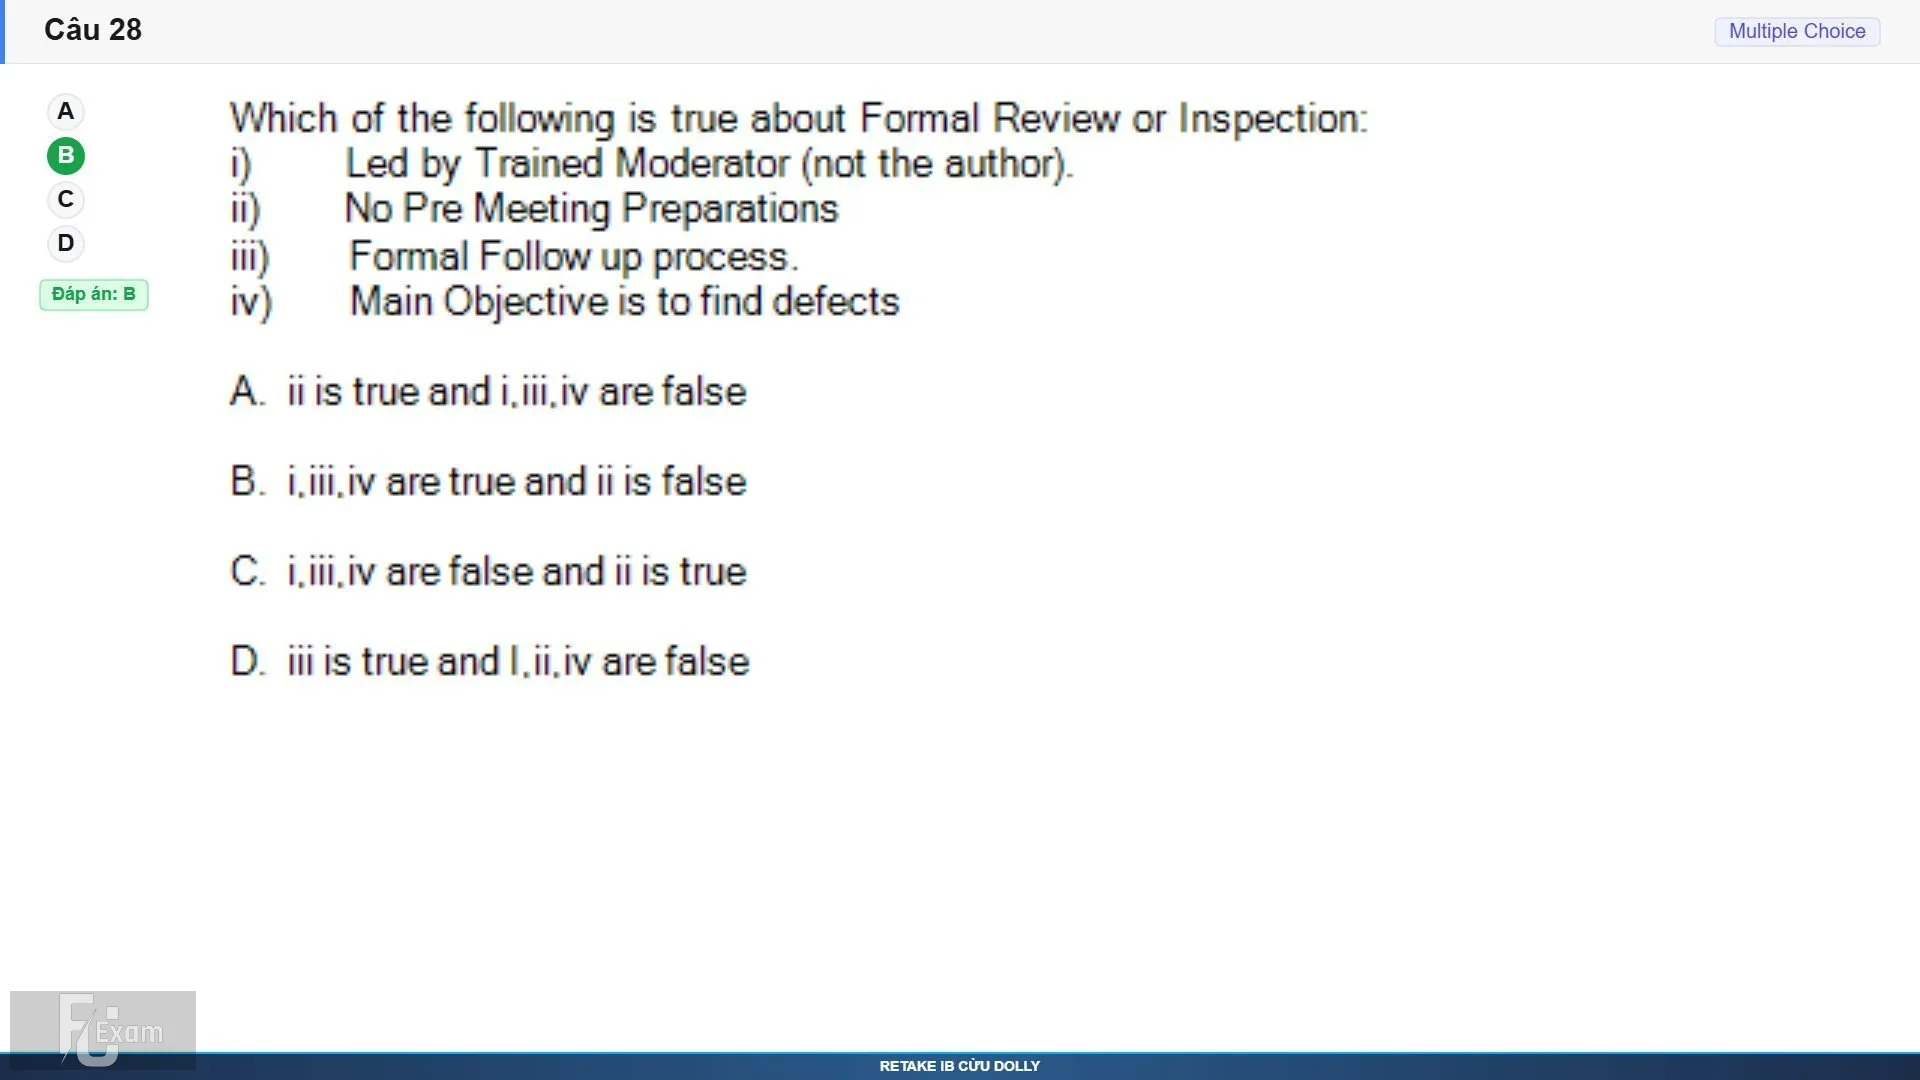 Câu 28
Multiple Choice
A
B
C
D
Đáp án: B
Which of the following is true about Formal Review or Inspection:
i) Led by Trained Moderator (not the author).
ii) No Pre Meeting Preparations
iii) Formal Follow up process.
iv) Main Objective is to find defects
A. ii is true and i,iii,iv are false
B. i,iii,iv are true and ii is false
C. i,iii,iv are false and ii is true
D. iii is true and I,ii,iv are false
FU Exam
RETAKE IB CỪU DOLLY